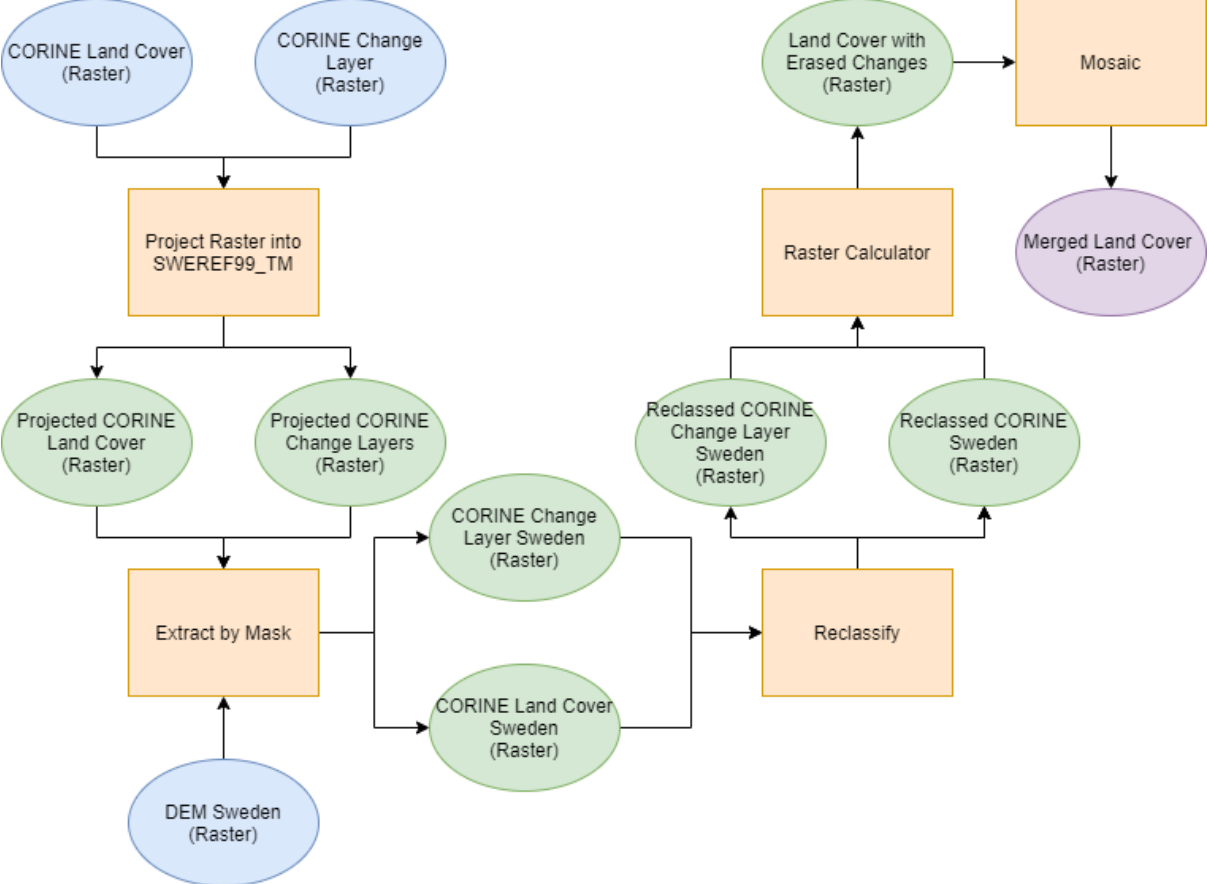 CORINE Land Cover
(Raster)
CORINE Change
Layer
(Raster)
Land Cover with
Erased Changes
(Raster)
Mosaic
Project Raster into
SWEREF99_TM
Raster Calculator
Merged Land Cover
(Raster)
Projected CORINE
Land Cover
(Raster)
Projected CORINE
Change Layers
(Raster)
Reclassed CORINE
Change Layer
Sweden
(Raster)
Reclassed CORINE
Sweden
(Raster)
CORINE Change
Layer Sweden
(Raster)
Extract by Mask
Reclassify
CORINE Land Cover
Sweden
(Raster)
DEM Sweden
(Raster)